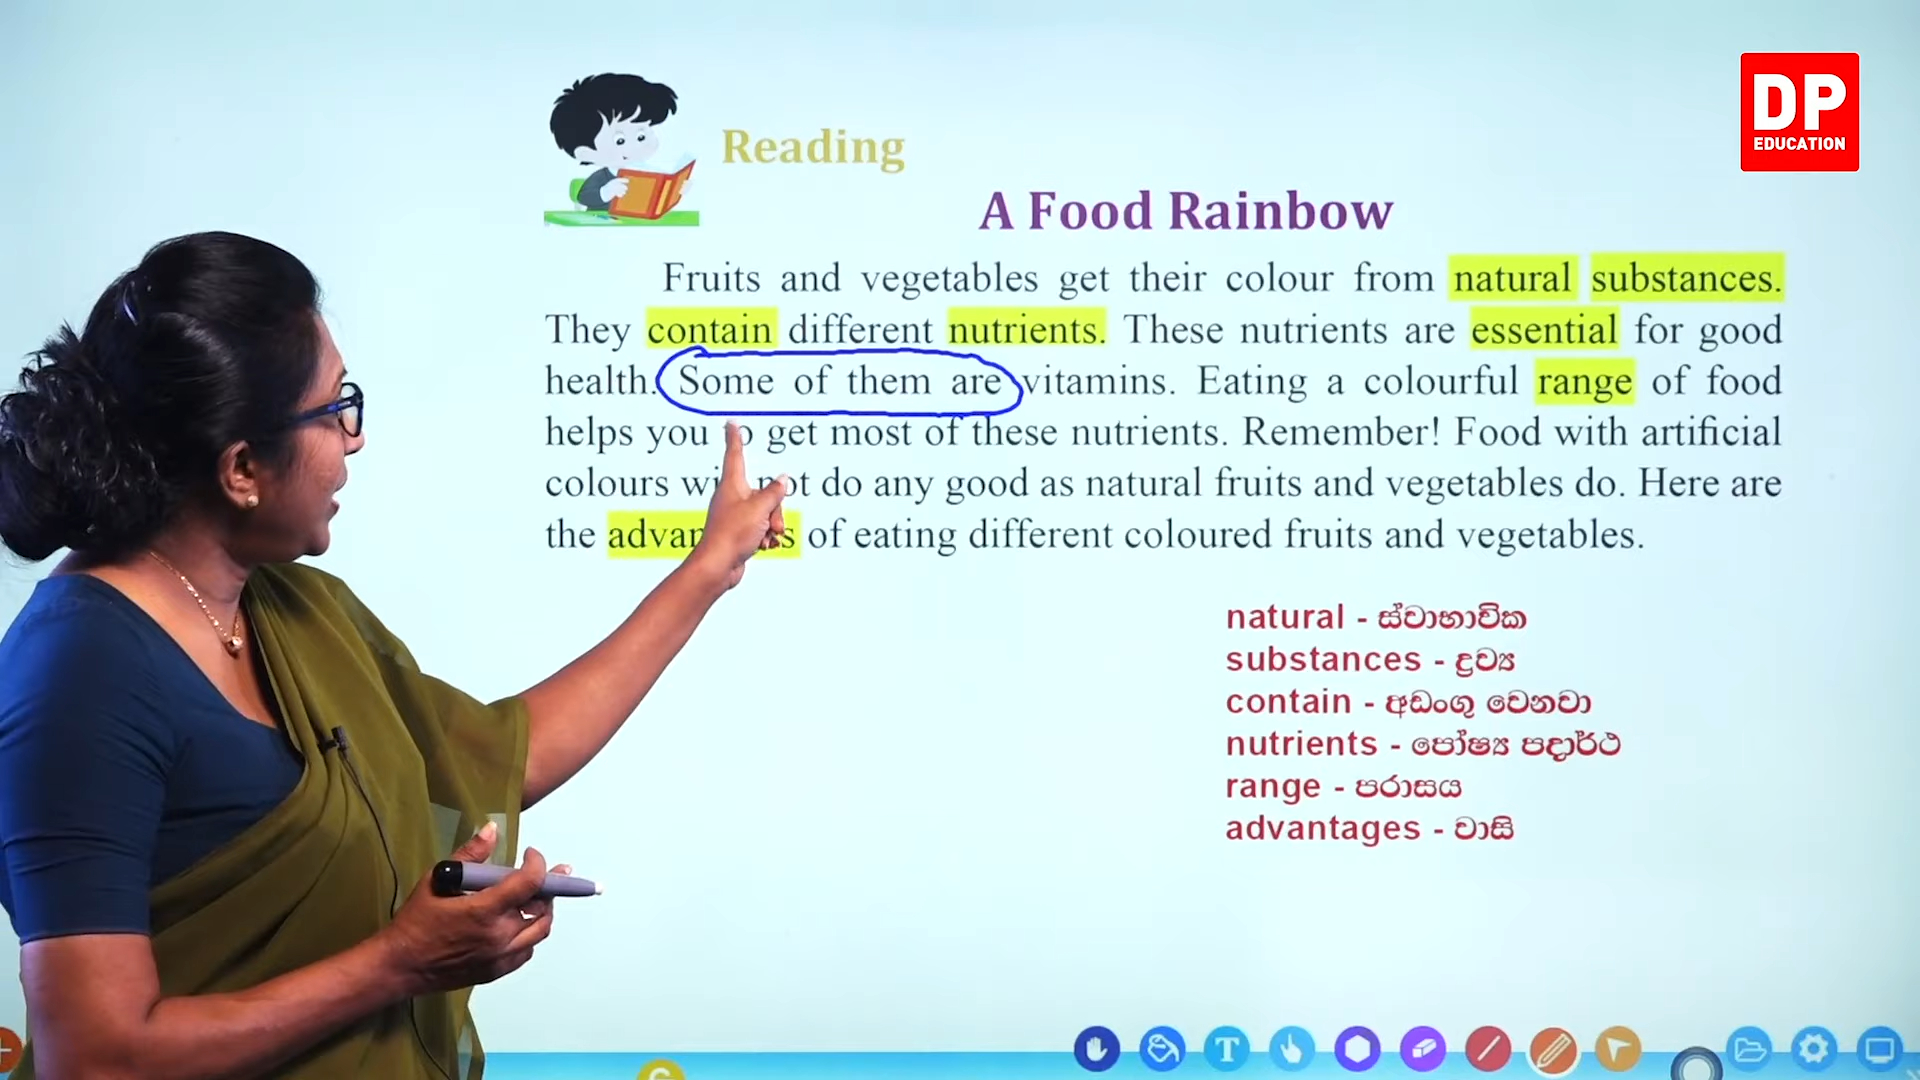 DP
EDUCATION
Reading
A Food Rainbow
Fruits and vegetables get their colour from natural substances.
They contain different nutrients. These nutrients are essential for good
health. Some of them are vitamins. Eating a colourful range of food
helps you to get most of these nutrients. Remember! Food with artificial
colours will not do any good as natural fruits and vegetables do. Here are
the advantages of eating different coloured fruits and vegetables.
natural - ස්වාභාවික
substances - ද්‍රව්‍ය
contain - අඩංගු වෙනවා
nutrients - පෝෂ්‍ය පදාර්ථ
range - පරාසය
advantages - වාසි
T